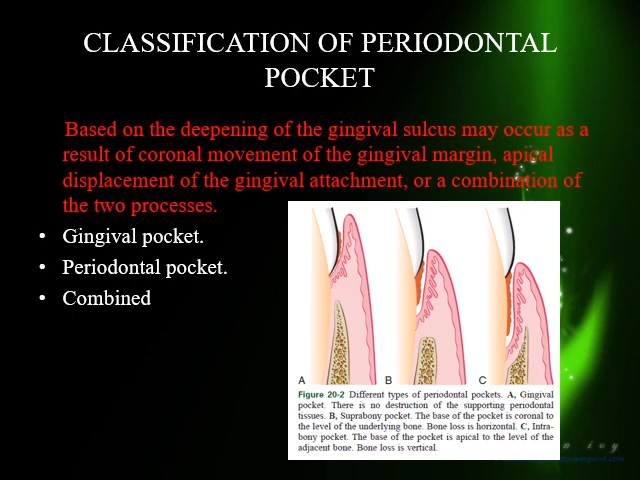 CLASSIFICATION OF PERIODONTAL
POCKET
Based on the deepening of the gingival sulcus may occur as a
result of coronal movement of the gingival margin, apical
displacement of the gingival attachment, or a combination of
the two processes.
• Gingival pocket.
• Periodontal pocket.
• Combined
A B C
Figure 20-2 Different types of periodontal pockets. A, Gingival
pocket. There is no destruction of the supporting periodontal
tissues. B, Suprabony pocket. The base of the pocket is coronal to
the level of the underlying bone. Bone loss is horizontal. C, Intra-
bony pocket. The base of the pocket is apical to the level of the
adjacent bone. Bone loss is vertical.
ivy